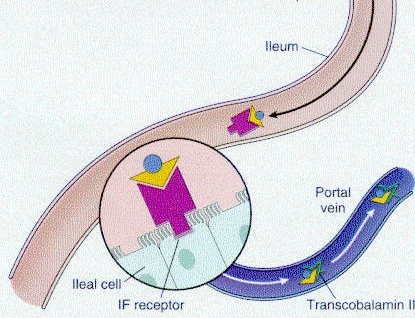 Ileum
Portal
vein
Ileal cell
IF receptor
Transcobalamin II